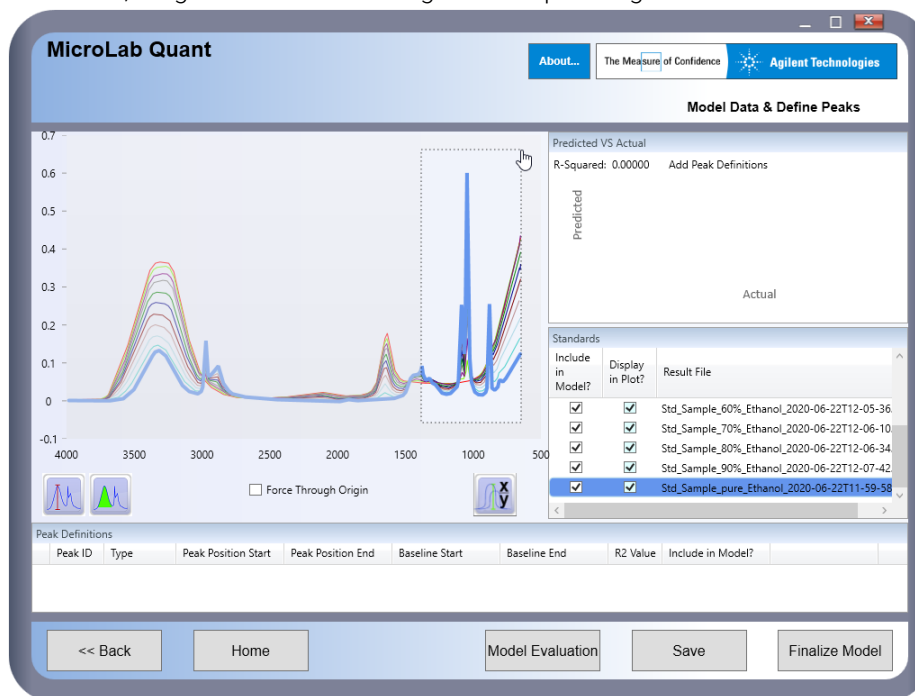 MicroLab Quant
About...
The Measure of Confidence
Agilent Technologies
Model Data & Define Peaks
0.7
0.6
0.5
0.4
0.3
0.2
0.1
0
-0.1
4000 3500 3000 2500 2000 1500 1000 500
Force Through Origin
x
y
Predicted VS Actual
R-Squared: 0.00000 Add Peak Definitions
Predicted
Actual
Standards
Include in Model? Display in Plot? Result File
Std_Sample_60%_Ethanol_2020-06-22T12-05-36.
Std_Sample_70%_Ethanol_2020-06-22T12-06-10.
Std_Sample_80%_Ethanol_2020-06-22T12-06-34.
Std_Sample_90%_Ethanol_2020-06-22T12-07-42.
Std_Sample_pure_Ethanol_2020-06-22T11-59-58
Peak Definitions
Peak ID Type Peak Position Start Peak Position End Baseline Start Baseline End R2 Value Include in Model?
<< Back Home Model Evaluation Save Finalize Model